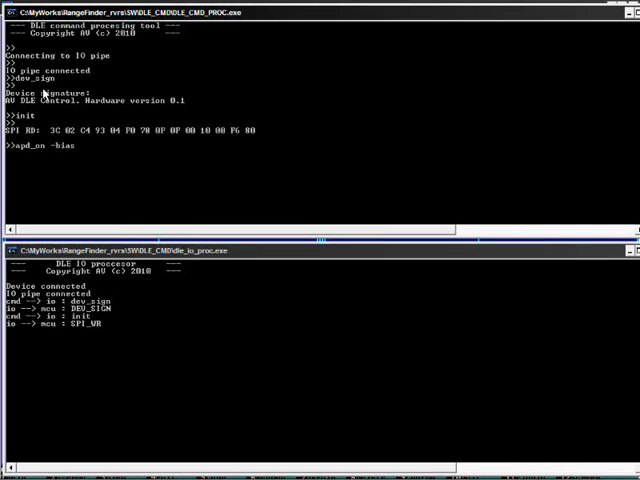 C:\MyWorks\RangeFinder_rvrs\SW\DLE_CMD\DLE_CMD_PROC.exe
--- DLE command procesing tool ---
--- Copyright AV (c) 2010 ---
>>
Connecting to IO pipe
>>
IO pipe connected
>>dev_sign
>>
Device signature:
AV DLE Control. Hardware version 0.1
>>init
>>
SPI RD: 3C 02 C4 93 04 F0 78 0F 0F 00 10 00 F6 80
>>apd_on -bias
C:\MyWorks\RangeFinder_rvrs\SW\DLE_CMD\dle_io_proc.exe
--- DLE IO proccesor ---
Copyright AV (c) 2010 ---
Device connected
IO pipe connected
cmd --> io : dev_sign
io --> mcu : DEV_SIGN
cmd --> io : init
io --> mcu : SPI_WR